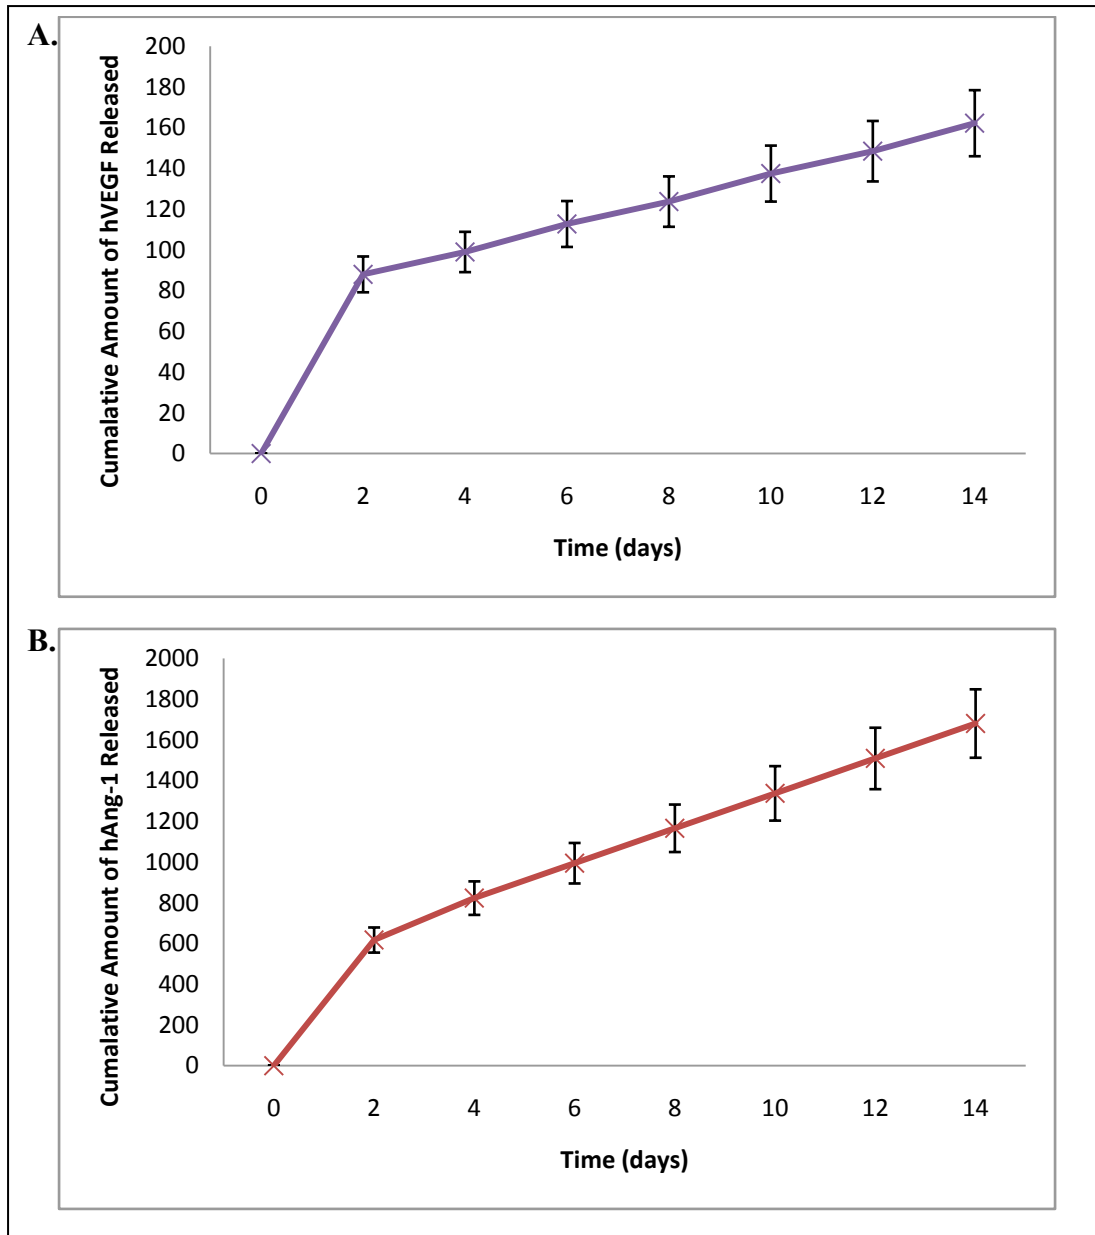 A.
Cumalative Amount of hVEGF Released
200
180
160
140
120
100
80
60
40
20
0
0 2 4 6 8 10 12 14
Time (days)
B.
Cumalative Amount of hAng-1 Released
2000
1800
1600
1400
1200
1000
800
600
400
200
0
0 2 4 6 8 10 12 14
Time (days)